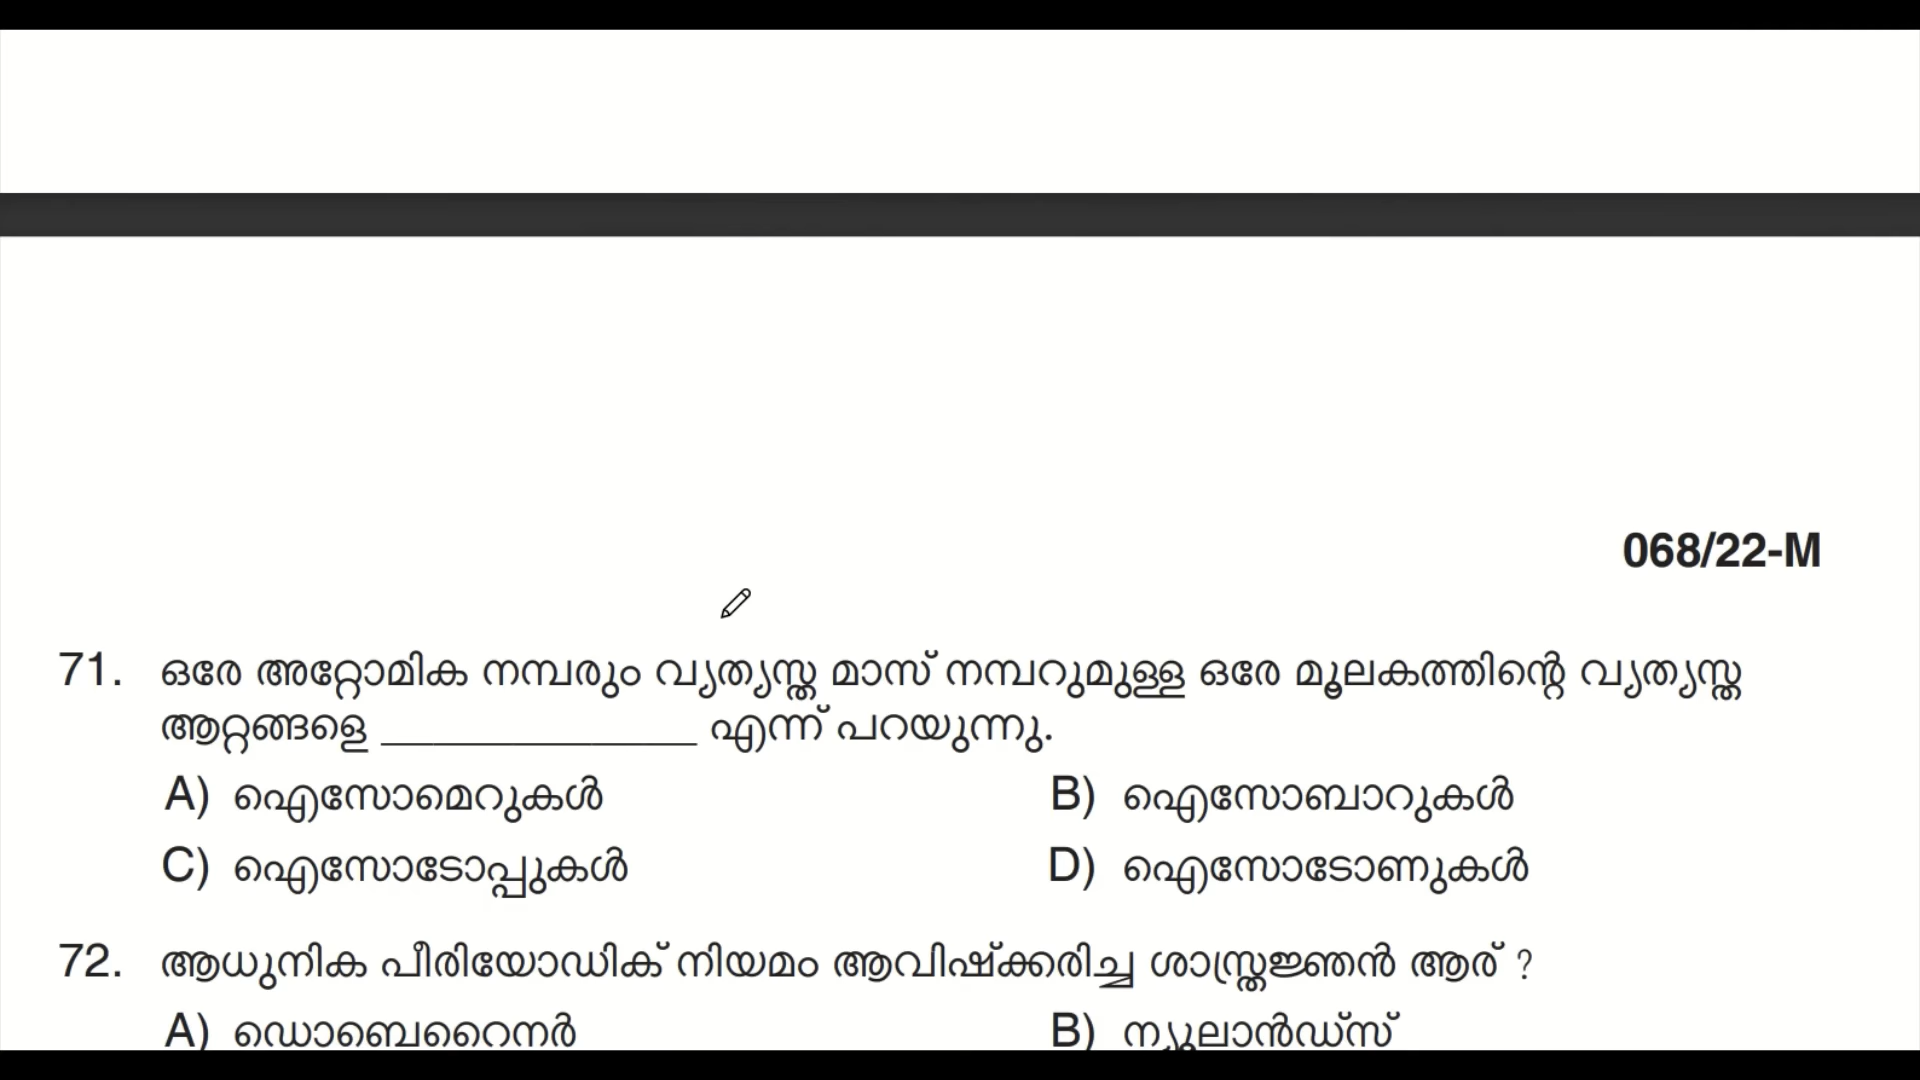 068/22-M
71. ഒരേ അറ്റോമിക നമ്പരും വ്യത്യസ്ത മാസ് നമ്പറുമുള്ള ഒരേ മൂലകത്തിന്റെ വ്യത്യസ്ത
ആറ്റങ്ങളെ ______________ എന്ന് പറയുന്നു.
A) ഐസോമെറുകൾ B) ഐസോബാറുകൾ
C) ഐസോടോപ്പുകൾ D) ഐസോടോണുകൾ
72. ആധുനിക പീരിയോഡിക് നിയമം ആവിഷ്ക്കരിച്ച ശാസ്ത്രജ്ഞൻ ആര് ?
A) ഡൊബെറൈനർ B) ന്യൂലാൻഡ്സ്